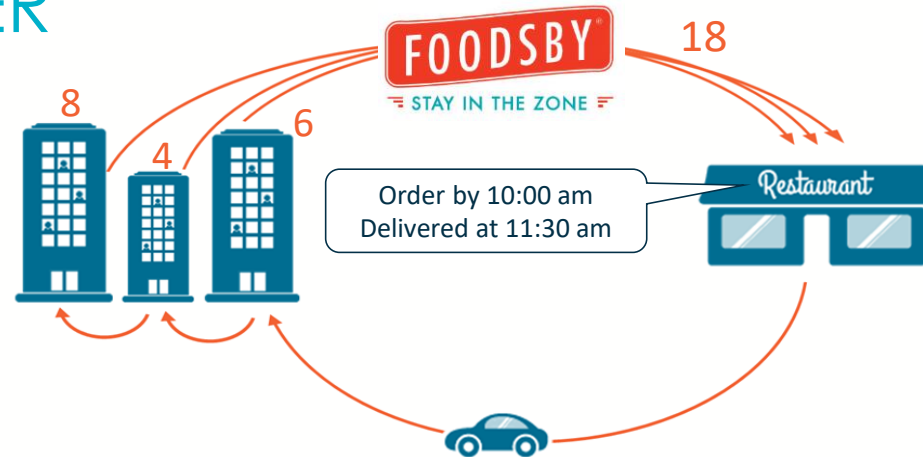 ER
FOODSBY®
STAY IN THE ZONE
18
8
4
6
Order by 10:00 am
Delivered at 11:30 am
Restaurant